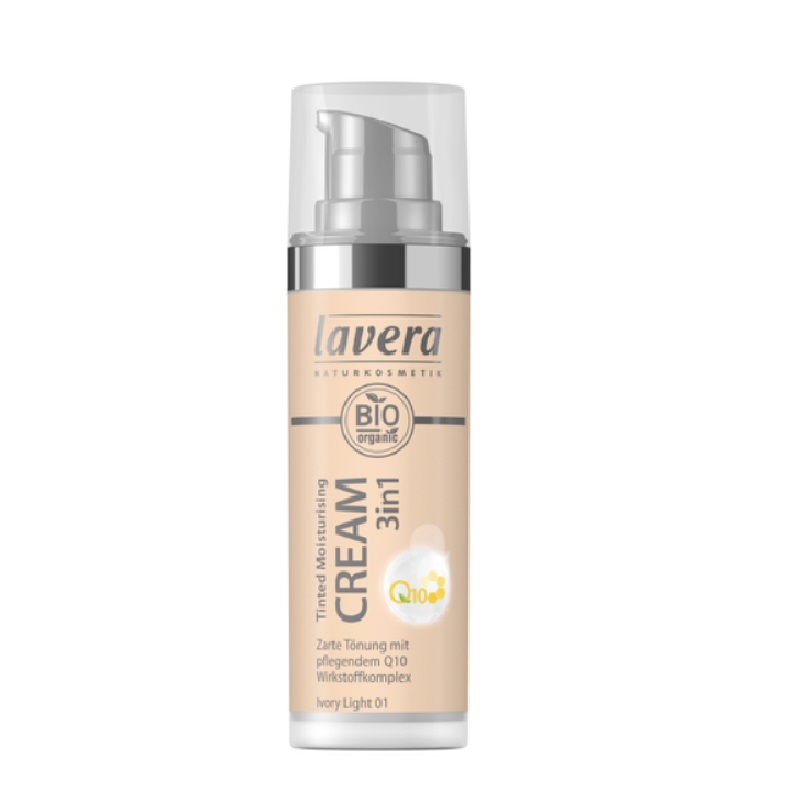 lavera
NATURKOSMETIK
BIO
organic
Tinted Moisturising
CREAM
3in1
Q10
Zarte Tönung mit
pflegendem Q10
Wirkstoffkomplex
Ivory Light 01